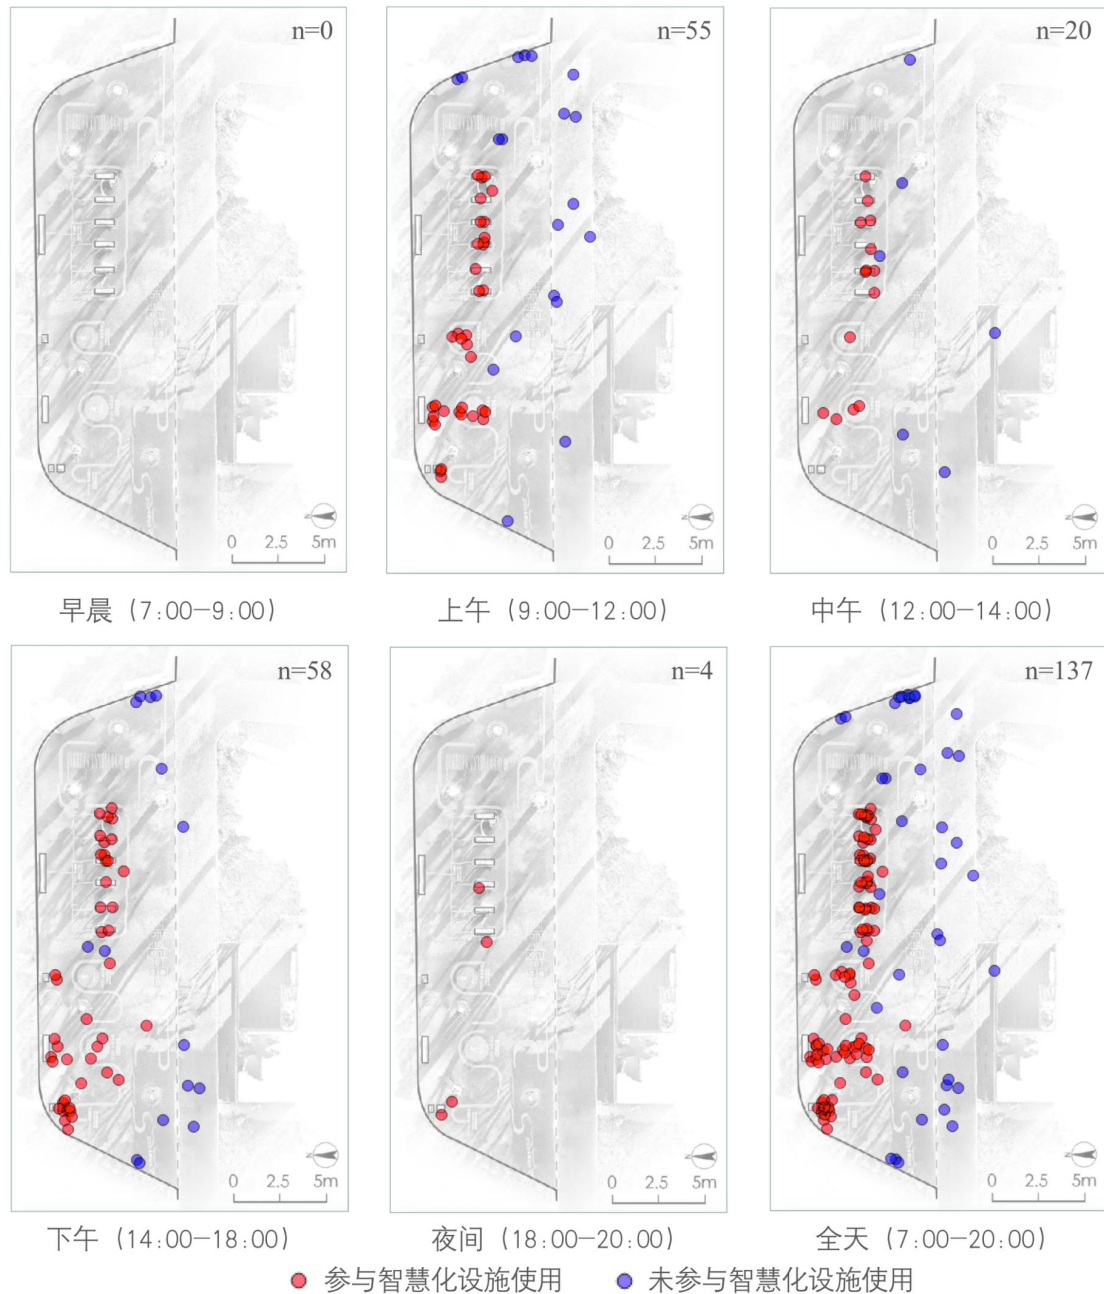 n=0
n=55
n=20
N
0 2.5 5m
N
0 2.5 5m
N
0 2.5 5m
早晨 (7:00—9:00)
上午 (9:00—12:00)
中午 (12:00—14:00)
n=58
n=4
n=137
N
0 2.5 5m
N
0 2.5 5m
N
0 2.5 5m
下午 (14:00—18:00)
夜间 (18:00—20:00)
全天 (7:00—20:00)
参与智慧化设施使用
未参与智慧化设施使用